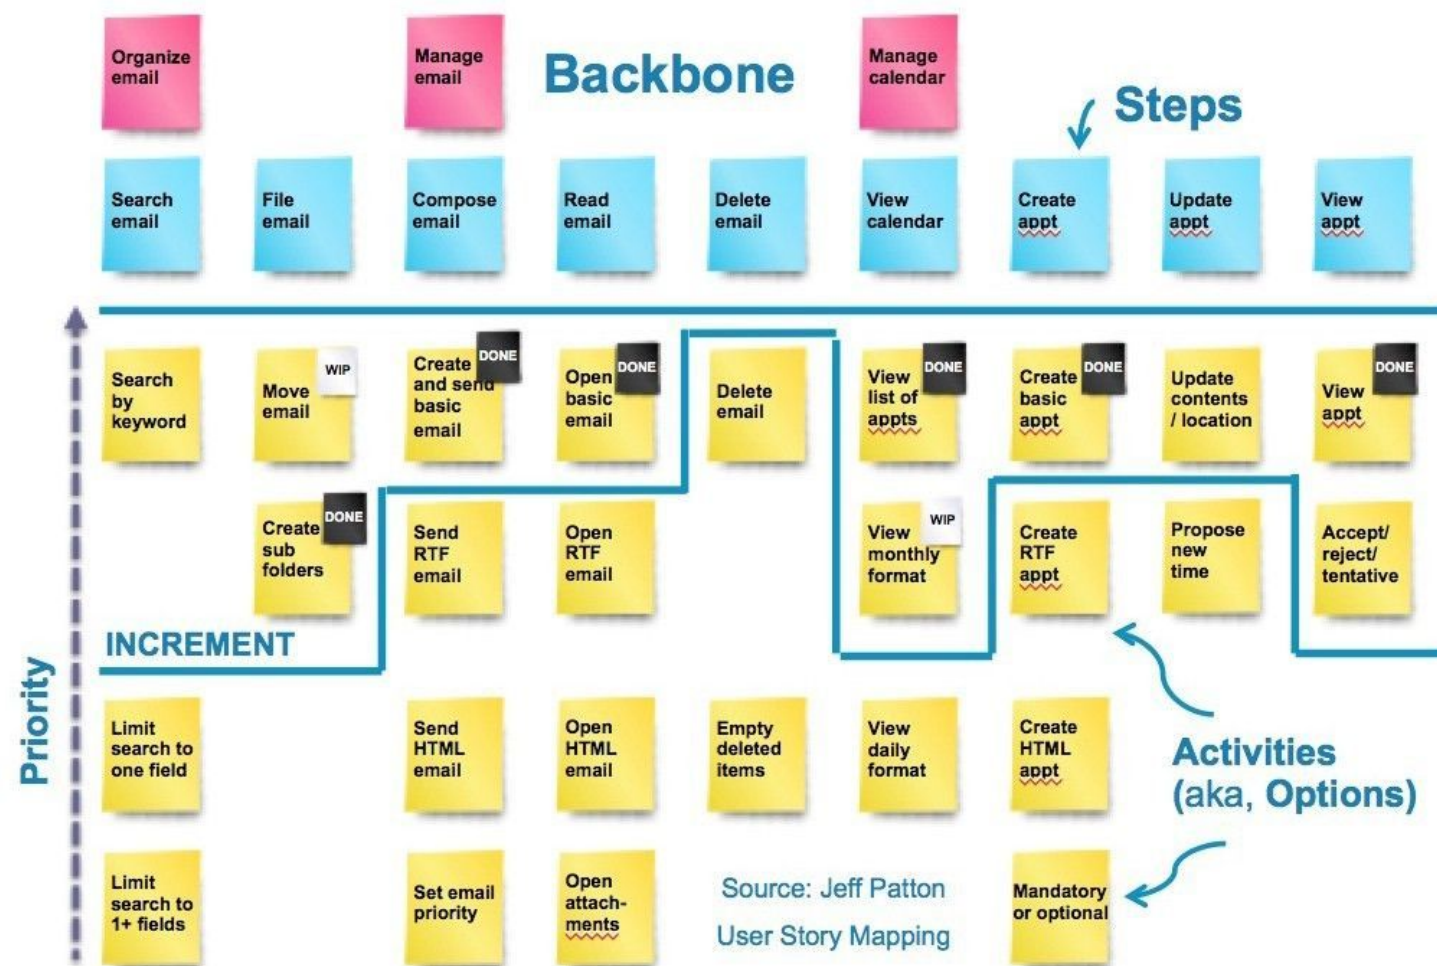 Organize
email
Manage
email
Backbone
Manage
calendar
Steps
Search
email
File
email
Compose
email
Read
email
Delete
email
View
calendar
Create
appt
Update
appt
View
appt
Search
by
keyword
Move
email
WIP
Create
and send
basic
email
DONE
Open
basic
email
DONE
Delete
email
View
list of
appts
DONE
Create
basic
appt
DONE
Update
contents
/ location
View
appt
DONE
Create
sub
folders
DONE
Send
RTF
email
Open
RTF
email
View
monthly
format
WIP
Create
RTF
appt
Propose
new
time
Accept/
reject/
tentative
INCREMENT
Priority
Limit
search to
one field
Send
HTML
email
Open
HTML
email
Empty
deleted
items
View
daily
format
Create
HTML
appt
Activities
(aka, Options)
Limit
search to
1+ fields
Set email
priority
Open
attach-
ments
Source: Jeff Patton
User Story Mapping
Mandatory
or optional